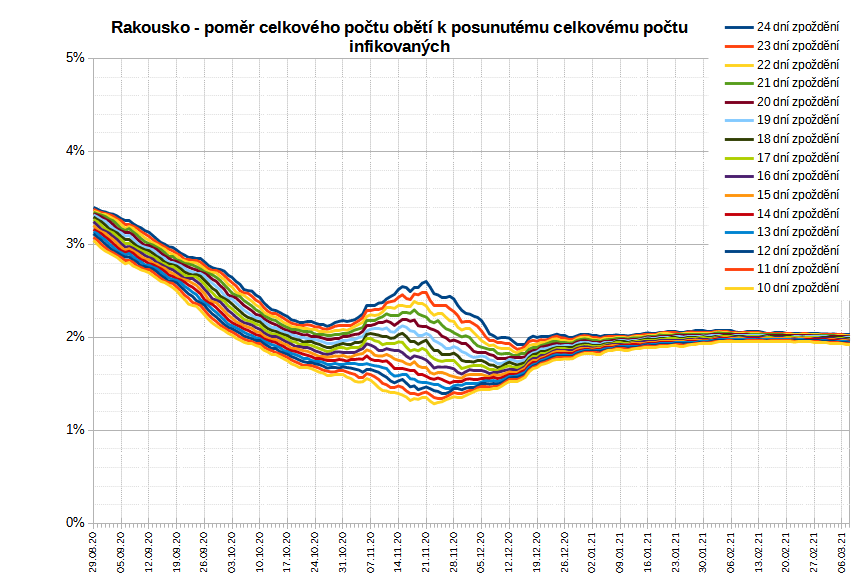 Rakousko - poměr celkového počtu obětí k posunutému celkovému počtu
infikovaných
24 dní zpoždění
23 dní zpoždění
22 dní zpoždění
21 dní zpoždění
20 dní zpoždění
19 dní zpoždění
18 dní zpoždění
17 dní zpoždění
16 dní zpoždění
15 dní zpoždění
14 dní zpoždění
13 dní zpoždění
12 dní zpoždění
11 dní zpoždění
10 dní zpoždění
5%
4%
3%
2%
1%
0%
29.08.20
05.09.20
12.09.20
19.09.20
26.09.20
03.10.20
10.10.20
17.10.20
24.10.20
31.10.20
07.11.20
14.11.20
21.11.20
28.11.20
05.12.20
12.12.20
19.12.20
26.12.20
02.01.21
09.01.21
16.01.21
23.01.21
30.01.21
06.02.21
13.02.21
20.02.21
27.02.21
06.03.21